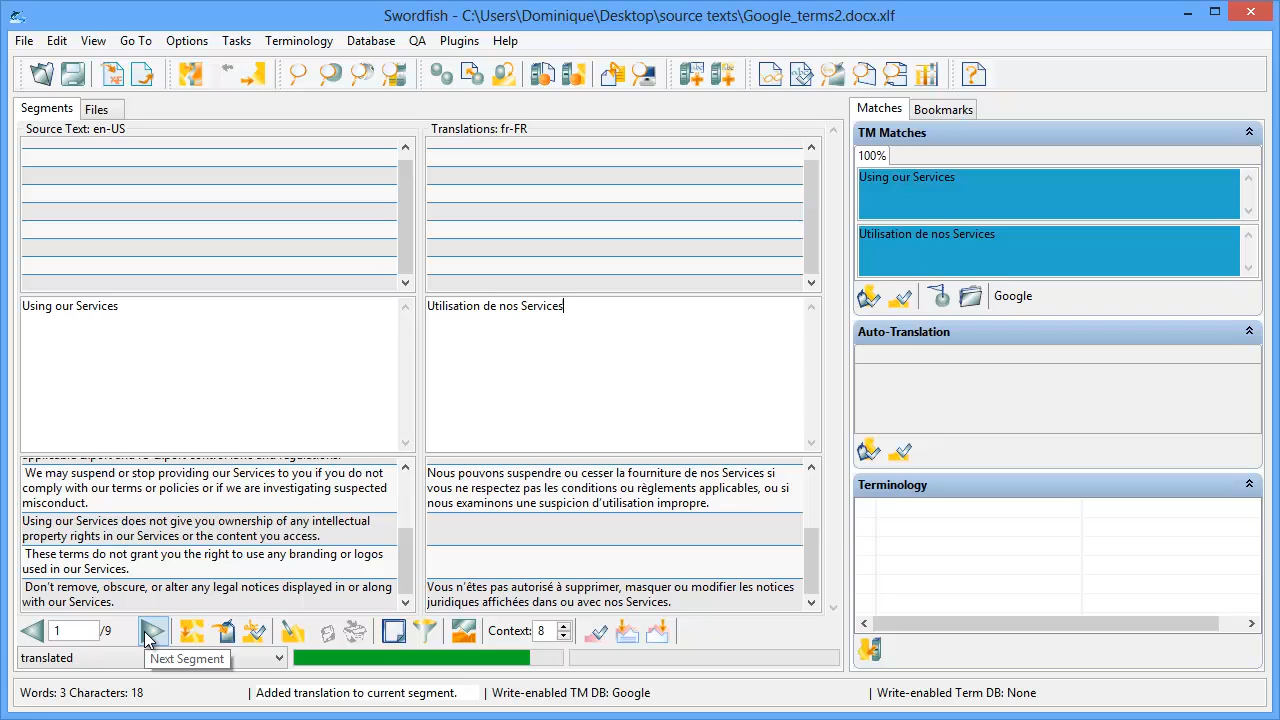 Swordfish - C:\Users\Dominique\Desktop\source texts\Google_terms2.docx.xlf
File Edit View Go To Options Tasks Terminology Database QA Plugins Help
Segments Files
Source Text: en-US
Translations: fr-FR
Using our Services
Utilisation de nos Services
We may suspend or stop providing our Services to you if you do not
comply with our terms or policies or if we are investigating suspected
misconduct.
Nous pouvons suspendre ou cesser la fourniture de nos Services si
vous ne respectez pas les conditions ou règlements applicables, ou si
nous examinons une suspicion d'utilisation impropre.
Using our Services does not give you ownership of any intellectual
property rights in our Services or the content you access.
These terms do not grant you the right to use any branding or logos
used in our Services.
Don't remove, obscure, or alter any legal notices displayed in or along
with our Services.
Vous n'êtes pas autorisé à supprimer, masquer ou modifier les notices
juridiques affichées dans ou avec nos Services.
1 /9
Context: 8
translated
Next Segment
Matches Bookmarks
TM Matches
100%
Using our Services
Utilisation de nos Services
Google
Auto-Translation
Terminology
Words: 3 Characters: 18 | Added translation to current segment. | Write-enabled TM DB: Google | Write-enabled Term DB: None